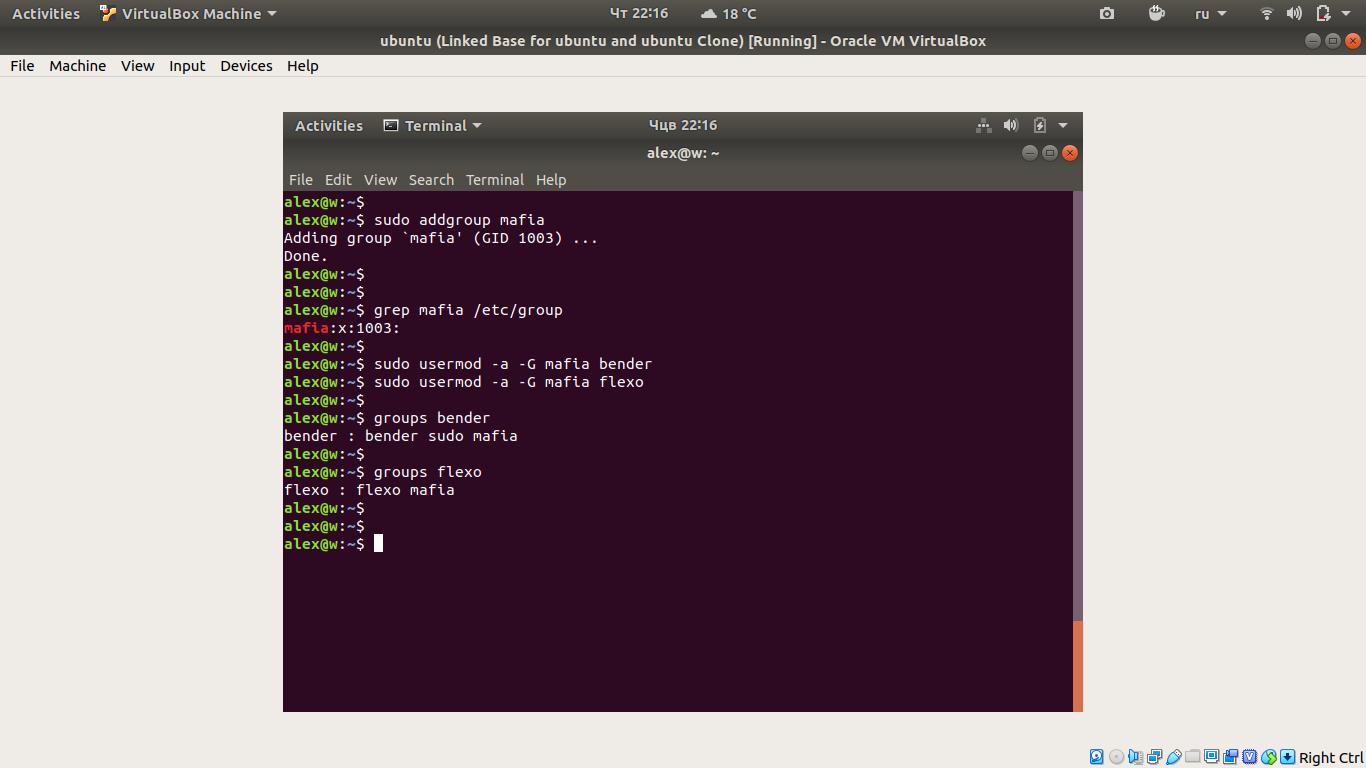 Activities VirtualBox Machine Чт 22:16 18 °C ru
ubuntu (Linked Base for ubuntu and ubuntu Clone) [Running] - Oracle VM VirtualBox
File Machine View Input Devices Help
Activities Terminal Чцв 22:16
alex@w: ~
File Edit View Search Terminal Help
alex@w:~$
alex@w:~$ sudo addgroup mafia
Adding group `mafia' (GID 1003) ...
Done.
alex@w:~$
alex@w:~$
alex@w:~$ grep mafia /etc/group
mafia:x:1003:
alex@w:~$
alex@w:~$ sudo usermod -a -G mafia bender
alex@w:~$ sudo usermod -a -G mafia flexo
alex@w:~$
alex@w:~$ groups bender
bender : bender sudo mafia
alex@w:~$
alex@w:~$ groups flexo
flexo : flexo mafia
alex@w:~$
alex@w:~$
alex@w:~$
Right Ctrl